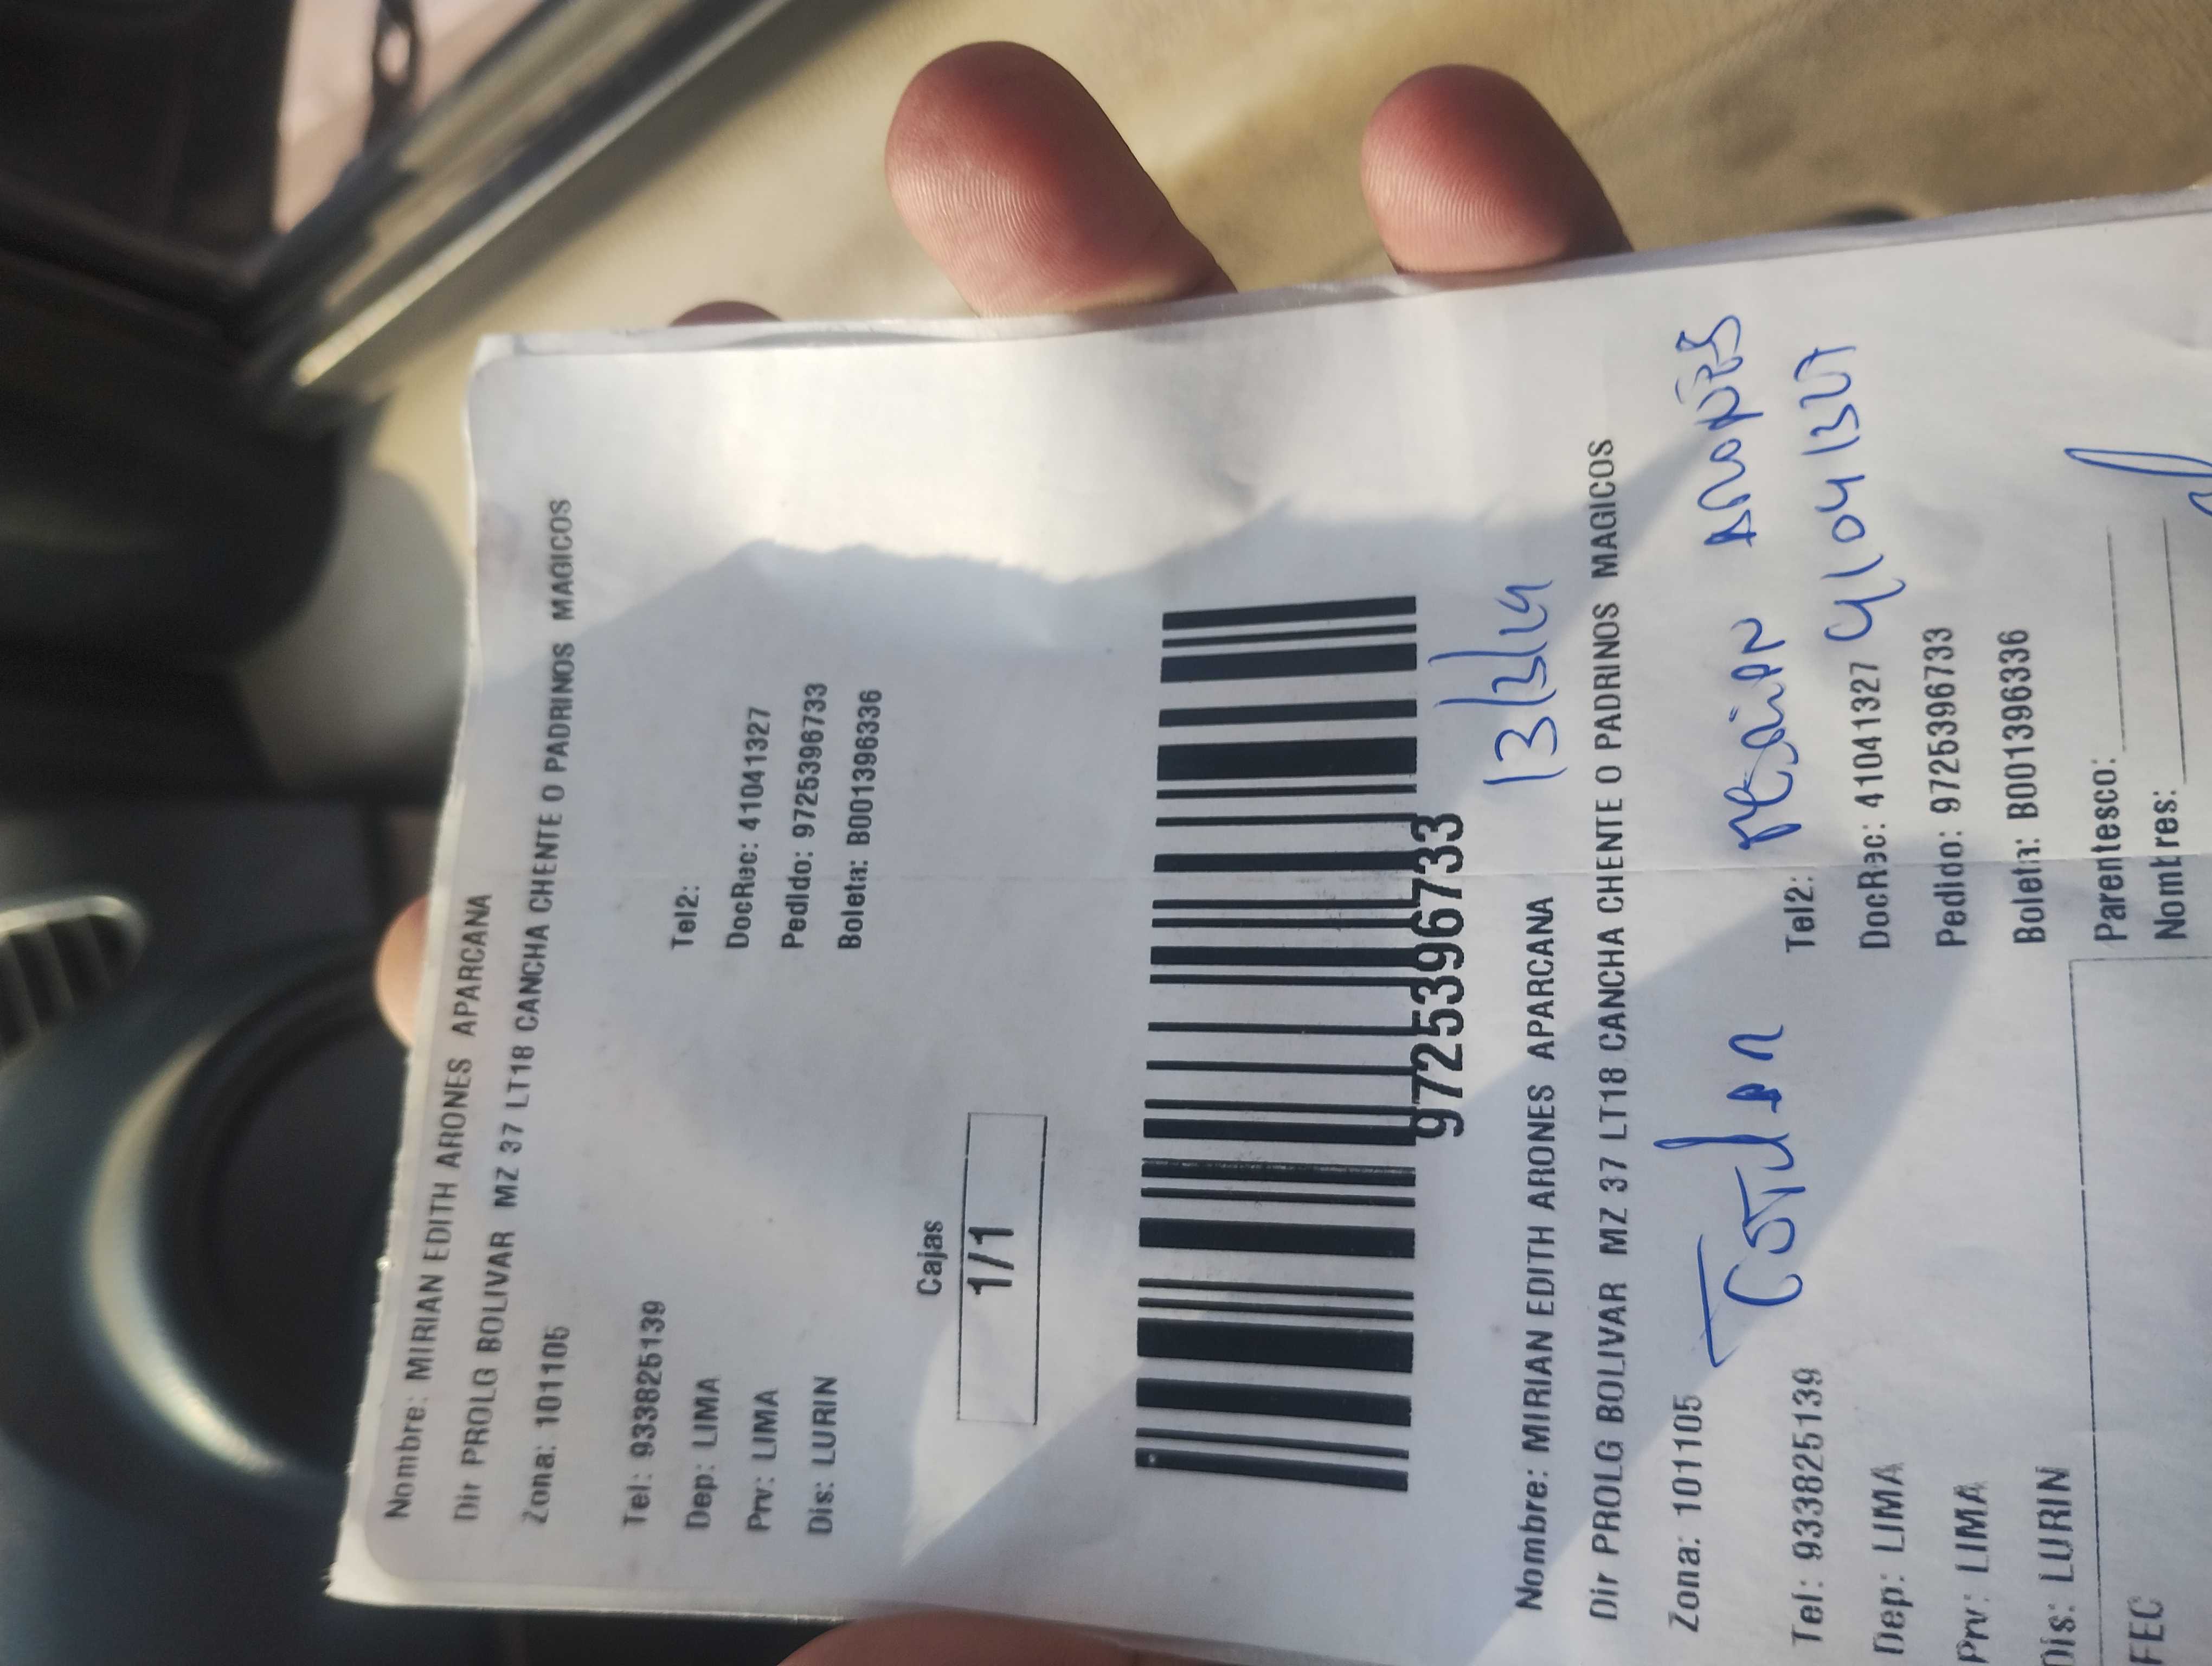 Nombre: MIRIAN EDITH ARONES APARCANA
Dir PROLG BOLIVAR MZ 37 LT18 CANCHA CHENTE O PADRINOS MAGICOS
Zona: 101105
Tel: 933825139 Tel2:
Dep: LIMA DocRec: 41041327
Prv: LIMA Pedido: 9725396733
Dis: LURIN Boleta: B001396336
Cajas
1/1
9725396733
13/2/24
Nombre: MIRIAN EDITH ARONES APARCANA
Dir PROLG BOLIVAR MZ 37 LT18 CANCHA CHENTE O PADRINOS MAGICOS
Zona: 101105
Tel: 933825139 Tel2:
41041327
Dep: LIMA DocRec: 41041327
Prv: LIMA Pedido: 9725396733
Dis: LURIN Boleta: B001396336
Parentesco:
FEC Nombres: